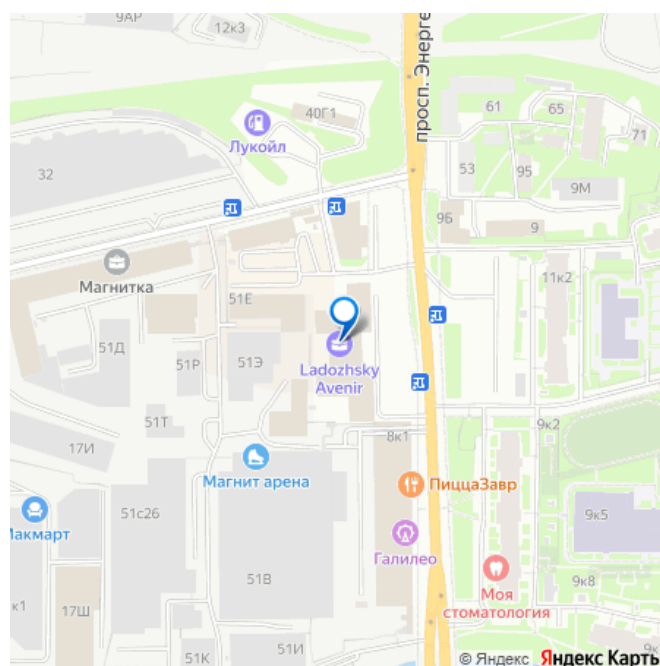 9АР
12к3
просп. Энерге
40Г1
Лукойл
61
65
71
53
95
32
9М
9Б
9
Магнитка
11к2
51Е
51Д
51Р
51Э
Ladozhsky
Avenir
51Т
9к2
17И
8к1
Магнит арена
ПиццаЗавр
51с26
9к5
Макмарт
Галилео
51В
9к8
Моя
стоматология
к1
17Ш
51К
51И
© Яндекс Яндекс Карть